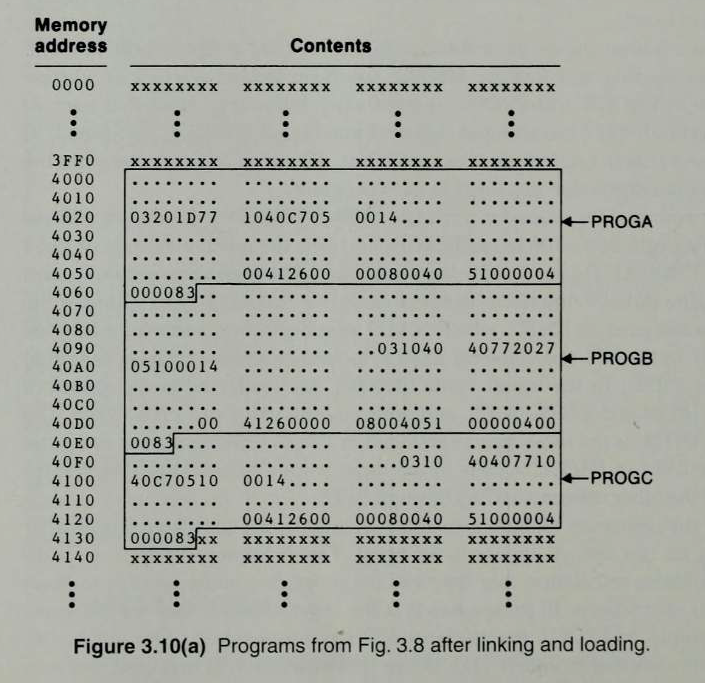 Memory
address Contents
0000 xxxxxxxx xxxxxxxx xxxxxxxx xxxxxxxx
3FF0 xxxxxxxx xxxxxxxx xxxxxxxx xxxxxxxx
4000 ........ ........ ........ ........
4010 ........ ........ ........ ........
4020 03201D77 1040C705 0014.... ........ PROGA
4030 ........ ........ ........ ........
4040 ........ ........ ........ ........
4050 ........ 00412600 00080040 51000004
4060 000083.. ........ ........ ........
4070 ........ ........ ........ ........
4080 ........ ........ ........ ........
4090 ........ ........ ..031040 40772027 PROGB
40A0 05100014 ........ ........ ........
40B0 ........ ........ ........ ........
40C0 ........ ........ ........ ........
40D0 ......00 41260000 08004051 00000400
40E0 0083.... ........ ........ ........
40F0 ........ ........ ....0310 40407710
4100 40C70510 0014.... ........ ........ PROGC
4110 ........ ........ ........ ........
4120 ........ 00412600 00080040 51000004
4130 000083xx xxxxxxxx xxxxxxxx xxxxxxxx
4140 xxxxxxxx xxxxxxxx xxxxxxxx xxxxxxxx
Figure 3.10(a) Programs from Fig. 3.8 after linking and loading.